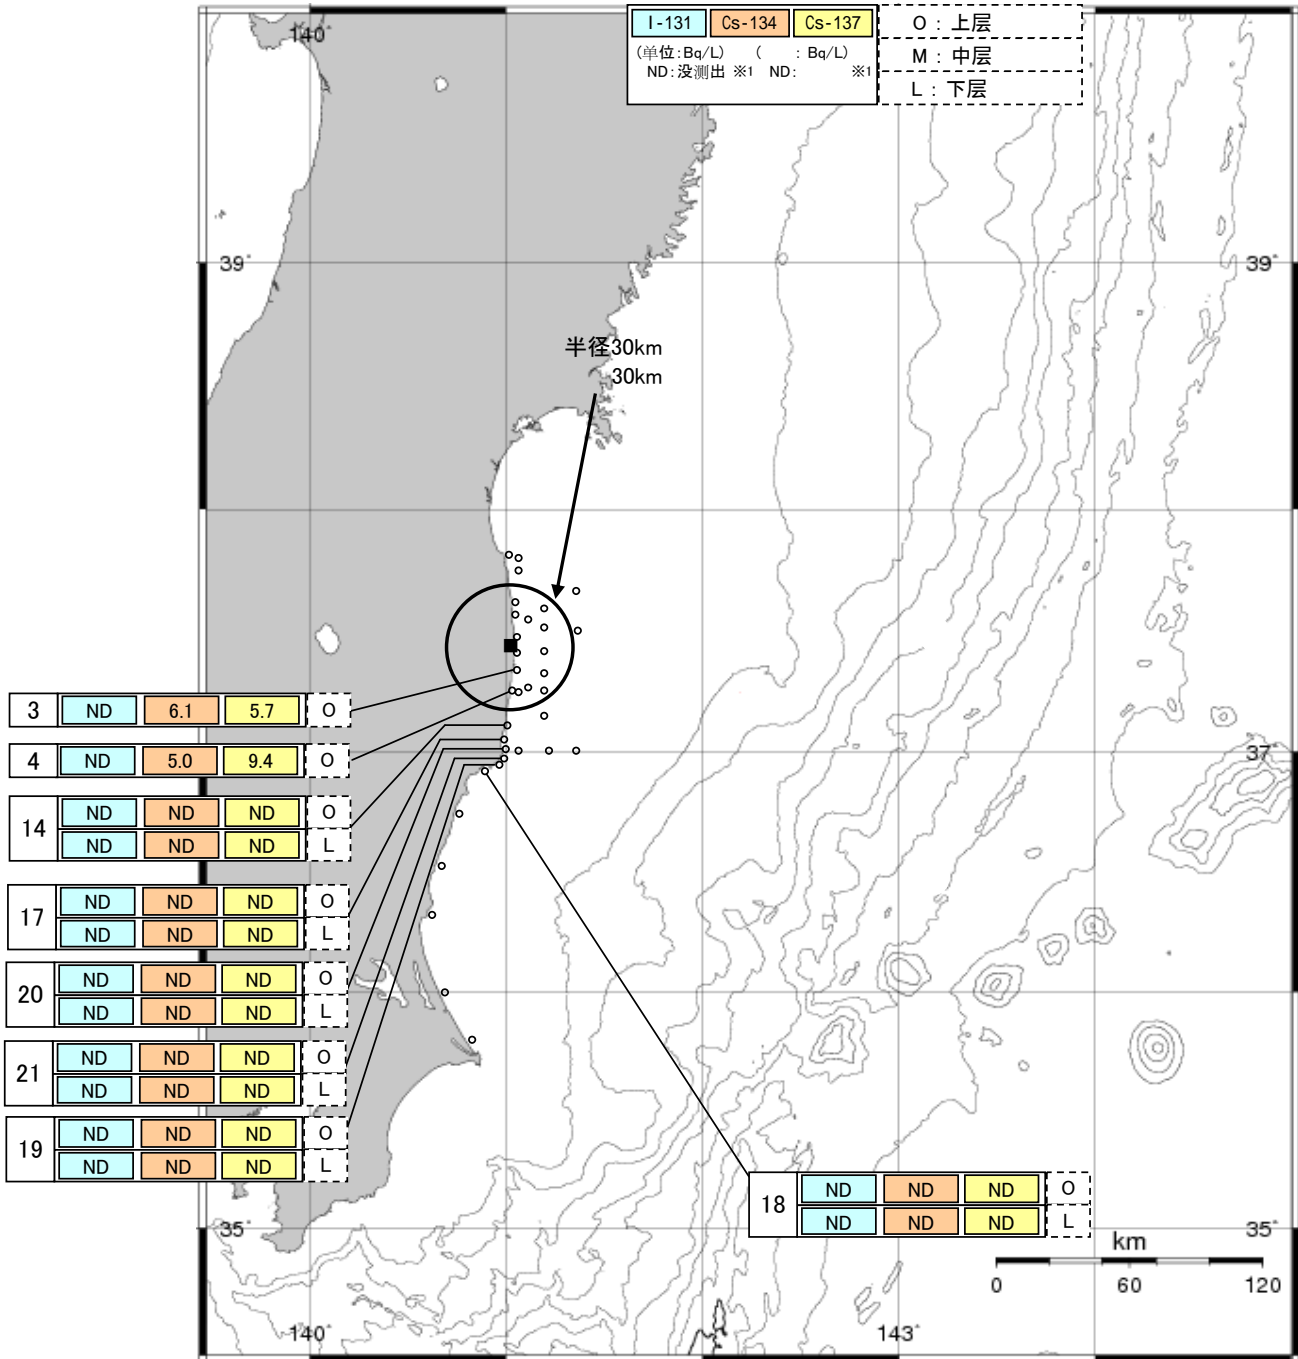 I-131 Cs-134 Cs-137
(単位:Bq/L) ( : Bq/L)
ND:没測出 ※1 ND: ※1
O : 上层
M : 中层
L : 下层
140°
39° 39°
半径30km
30km
3 ND 6.1 5.7 O
4 ND 5.0 9.4 O
37°
14 ND ND ND O
ND ND ND L
17 ND ND ND O
ND ND ND L
20 ND ND ND O
ND ND ND L
21 ND ND ND O
ND ND ND L
19 ND ND ND O
ND ND ND L
18 ND ND ND O
ND ND ND L
35° 35°
km
0 60 120
140° 143°